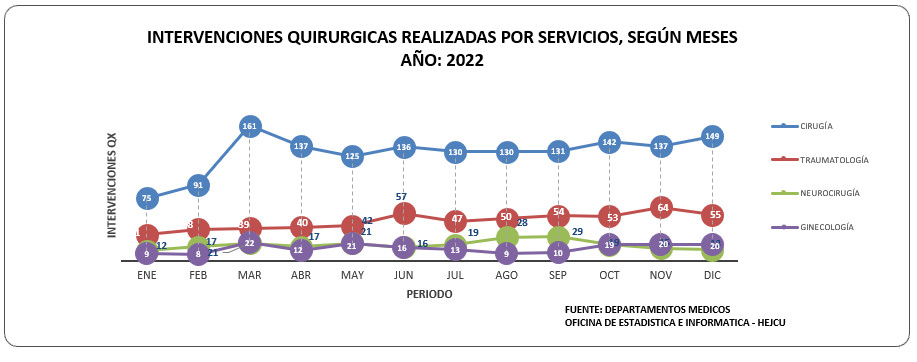 INTERVENCIONES QUIRURGICAS REALIZADAS POR SERVICIOS, SEGÚN MESES
AÑO: 2022
INTERVENCIONES QX
75 91 161 137 125 136 130 130 131 142 137 149
39 40 42 57 47 50 54 53 64 55
12 17 21 17 21 16 19 28 29
9 8 22 12 21 16 13 9 10 19 20 20
ENE FEB MAR ABR MAY JUN JUL AGO SEP OCT NOV DIC
PERIODO
CIRUGÍA
TRAUMATOLOGÍA
NEUROCIRUGÍA
GINECOLOGÍA
FUENTE: DEPARTAMENTOS MEDICOS
OFICINA DE ESTADISTICA E INFORMATICA - HEJCU